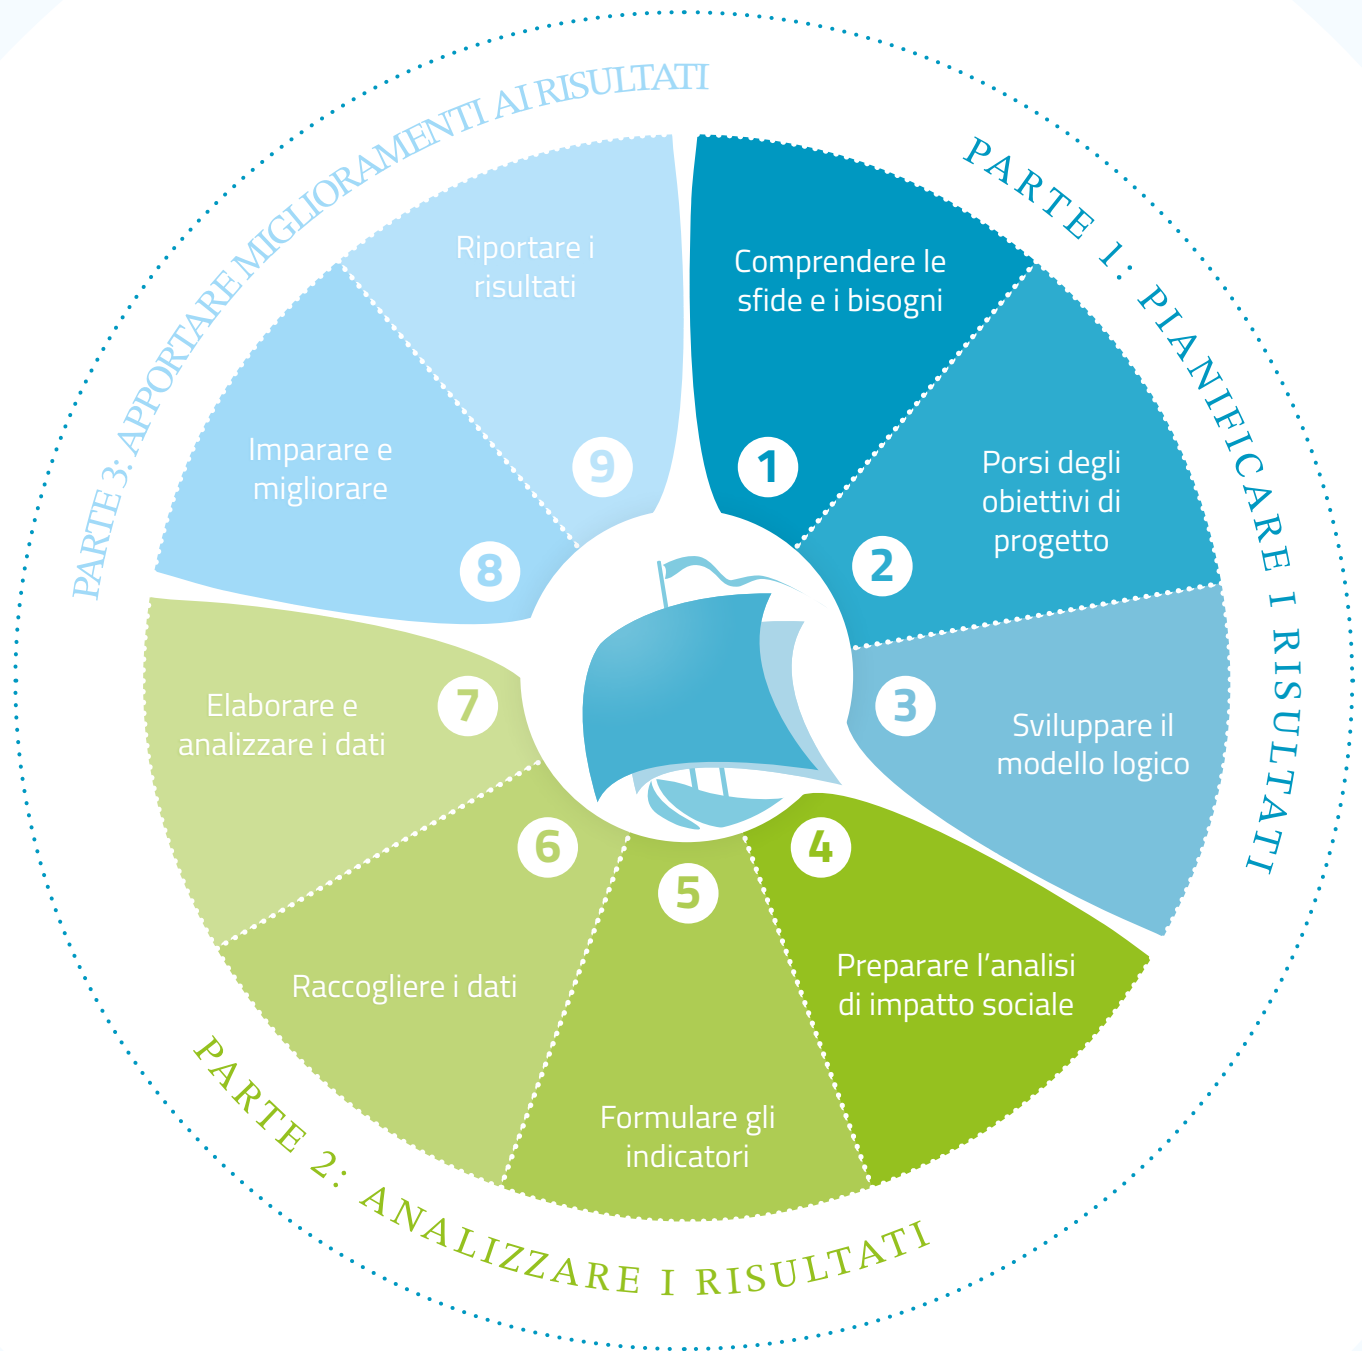 PARTE 1: PIANIFICARE I RISULTATI
Comprendere le
sfide e i bisogni
1
Porsi degli
obiettivi di
progetto
2
Sviluppare il
modello logico
3
PARTE 2: ANALIZZARE I RISULTATI
4
Preparare l’analisi
di impatto sociale
5
Formulare gli
indicatori
6
Raccogliere i dati
7
Elaborare e
analizzare i dati
PARTE 3: APPORTARE MIGLIORAMENTI AI RISULTATI
Imparare e
migliorare
8
Riportare i
risultati
9